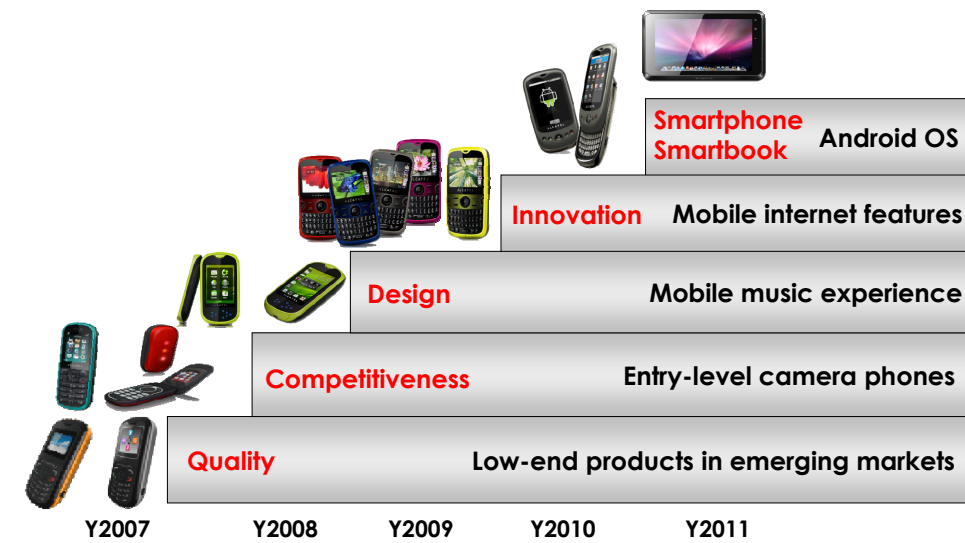 Smartphone
Smartbook
Android OS
Innovation
Mobile internet features
Design
Mobile music experience
Competitiveness
Entry-level camera phones
Quality
Low-end products in emerging markets
Y2007
Y2008
Y2009
Y2010
Y2011